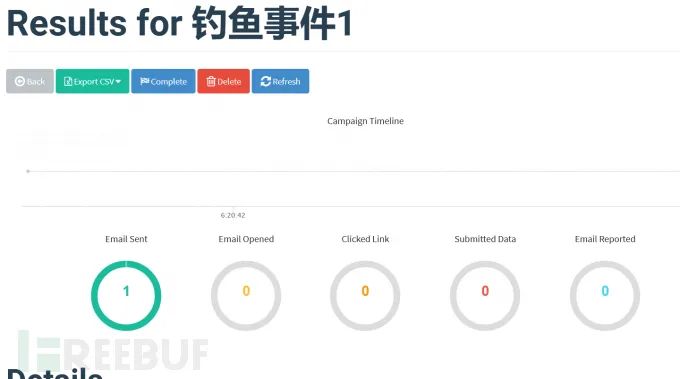 Results for 钓鱼事件1
Back Export CSV Complete Delete Refresh
Campaign Timeline
6:20:42
Email Sent Email Opened Clicked Link Submitted Data Email Reported
1 0 0 0 0
FREEBUF
Details